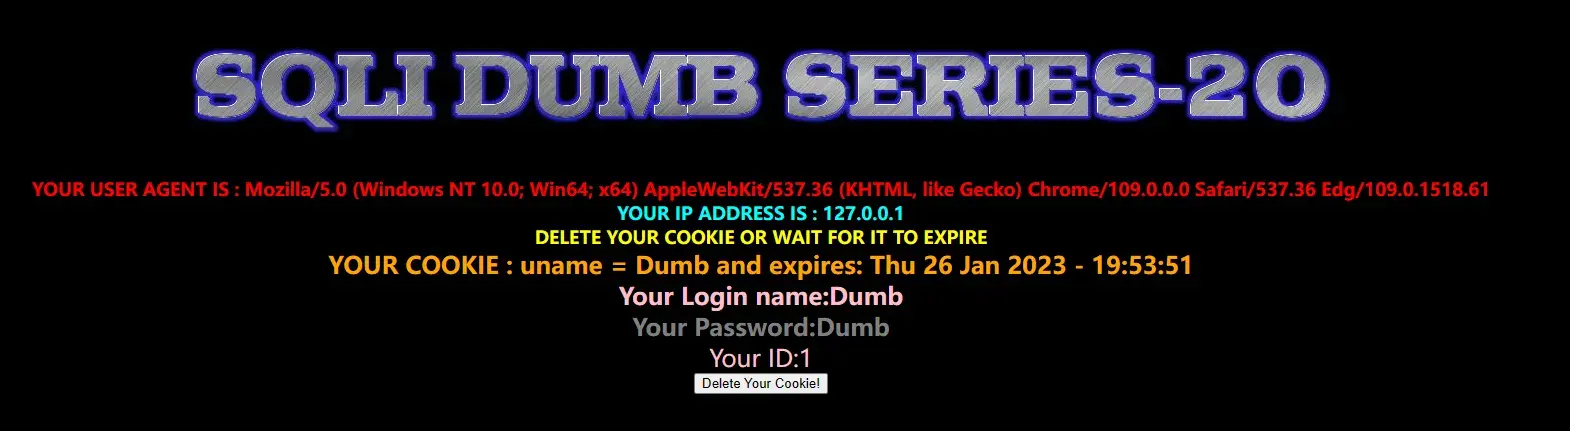 SQLI DUMB SERIES-20
YOUR USER AGENT IS : Mozilla/5.0 (Windows NT 10.0; Win64; x64) AppleWebKit/537.36 (KHTML, like Gecko) Chrome/109.0.0.0 Safari/537.36 Edg/109.0.1518.61
YOUR IP ADDRESS IS : 127.0.0.1
DELETE YOUR COOKIE OR WAIT FOR IT TO EXPIRE
YOUR COOKIE : uname = Dumb and expires: Thu 26 Jan 2023 - 19:53:51
Your Login name:Dumb
Your Password:Dumb
Your ID:1
Delete Your Cookie!